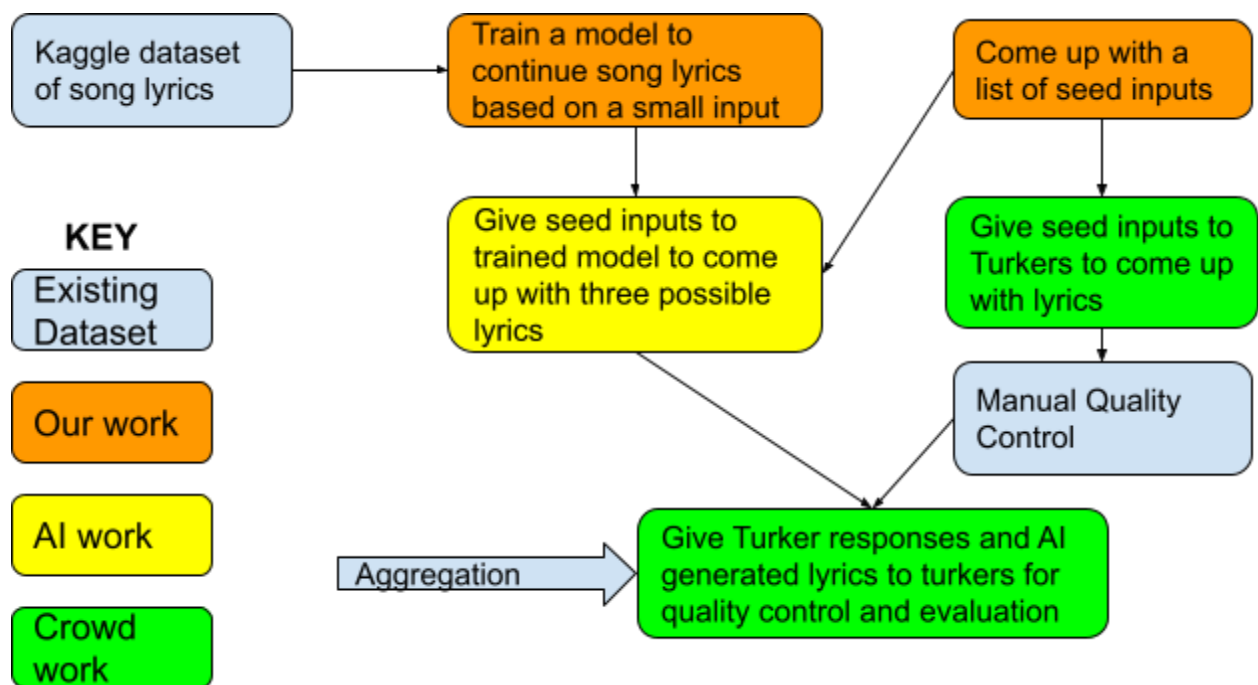 Kaggle dataset
of song lyrics
Train a model to
continue song lyrics
based on a small input
Come up with a
list of seed inputs
Give seed inputs to
trained model to come
up with three possible
lyrics
Give seed inputs to
Turkers to come up
with lyrics
Manual Quality
Control
Aggregation
Give Turker responses and AI
generated lyrics to turkers for
quality control and evaluation
KEY
Existing
Dataset
Our work
AI work
Crowd
work